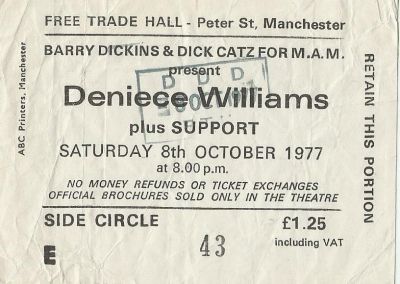 FREE TRADE HALL - Peter St, Manchester
BARRY DICKINS & DICK CATZ FOR M.A.M.
present
Deniece Williams
plus SUPPORT
SATURDAY 8th OCTOBER 1977
at 8.00 p.m.
NO MONEY REFUNDS OR TICKET EXCHANGES
OFFICIAL BROCHURES SOLD ONLY IN THE THEATRE
SIDE CIRCLE
£1.25
including VAT
E
43
ABC Printers, Manchester
RETAIN THIS PORTION
D D D